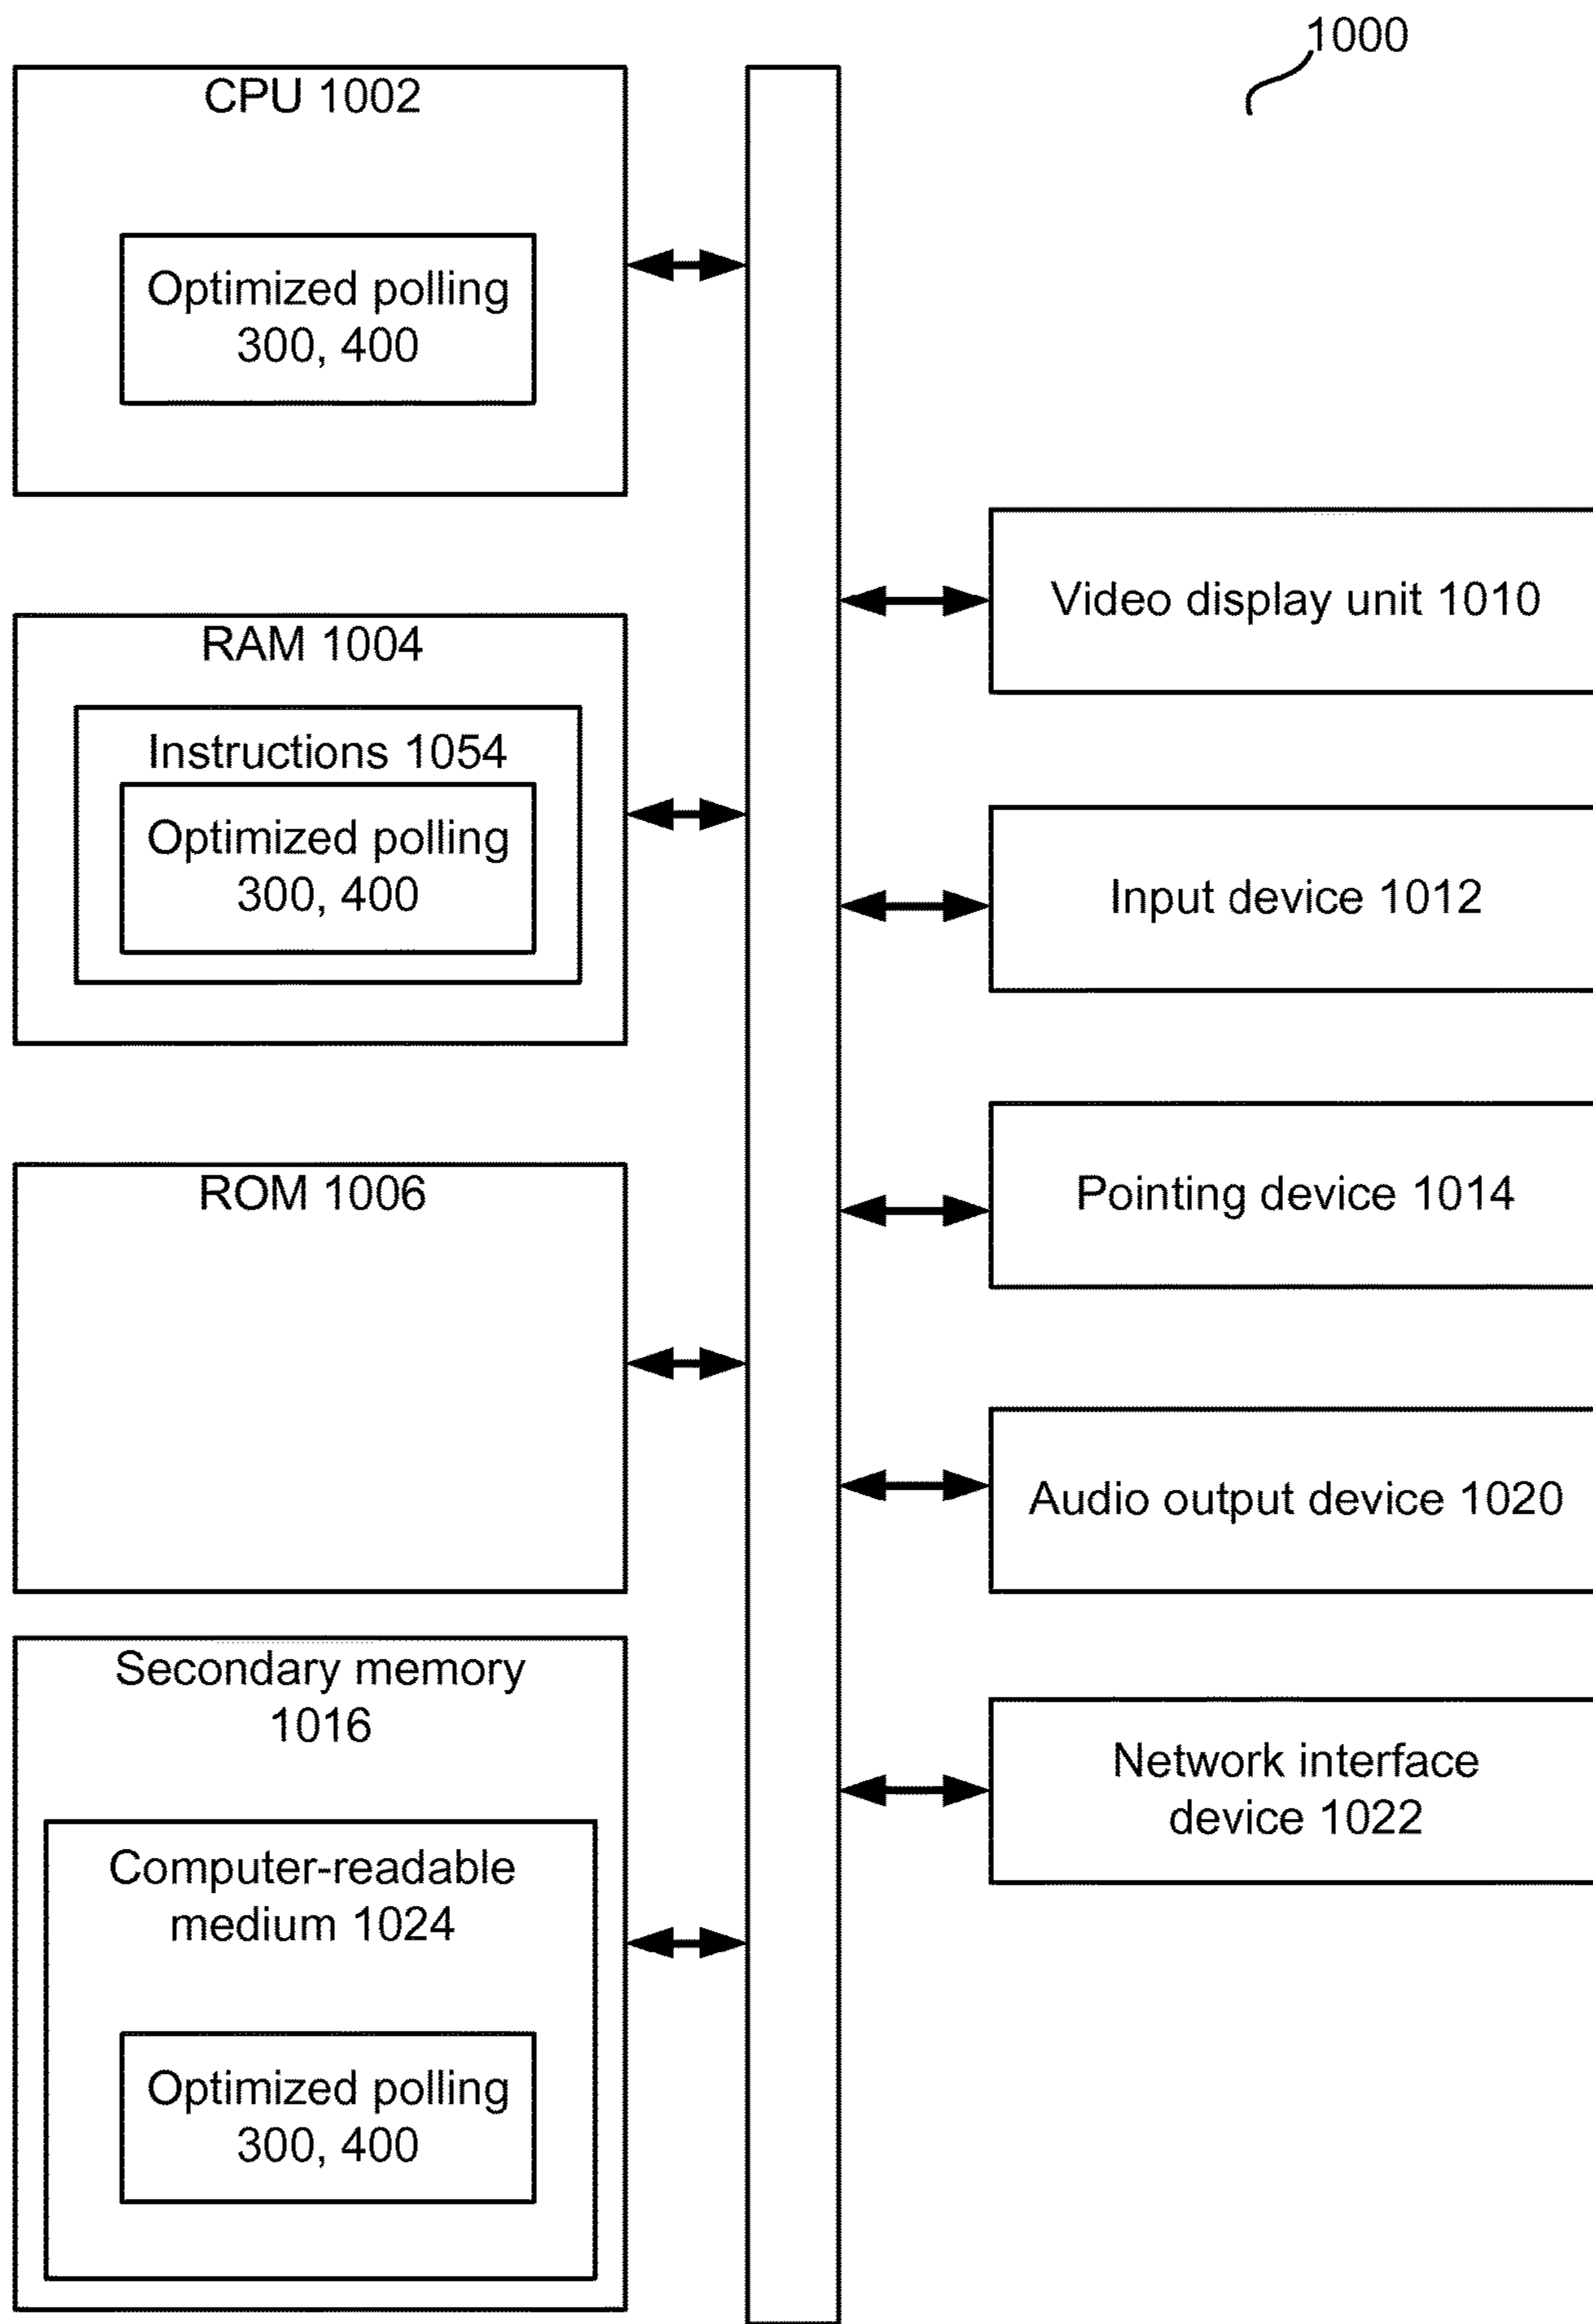 1000
CPU 1002
Optimized polling
300, 400
RAM 1004
Instructions 1054
Optimized polling
300, 400
ROM 1006
Secondary memory
1016
Computer-readable
medium 1024
Optimized polling
300, 400
Video display unit 1010
Input device 1012
Pointing device 1014
Audio output device 1020
Network interface
device 1022